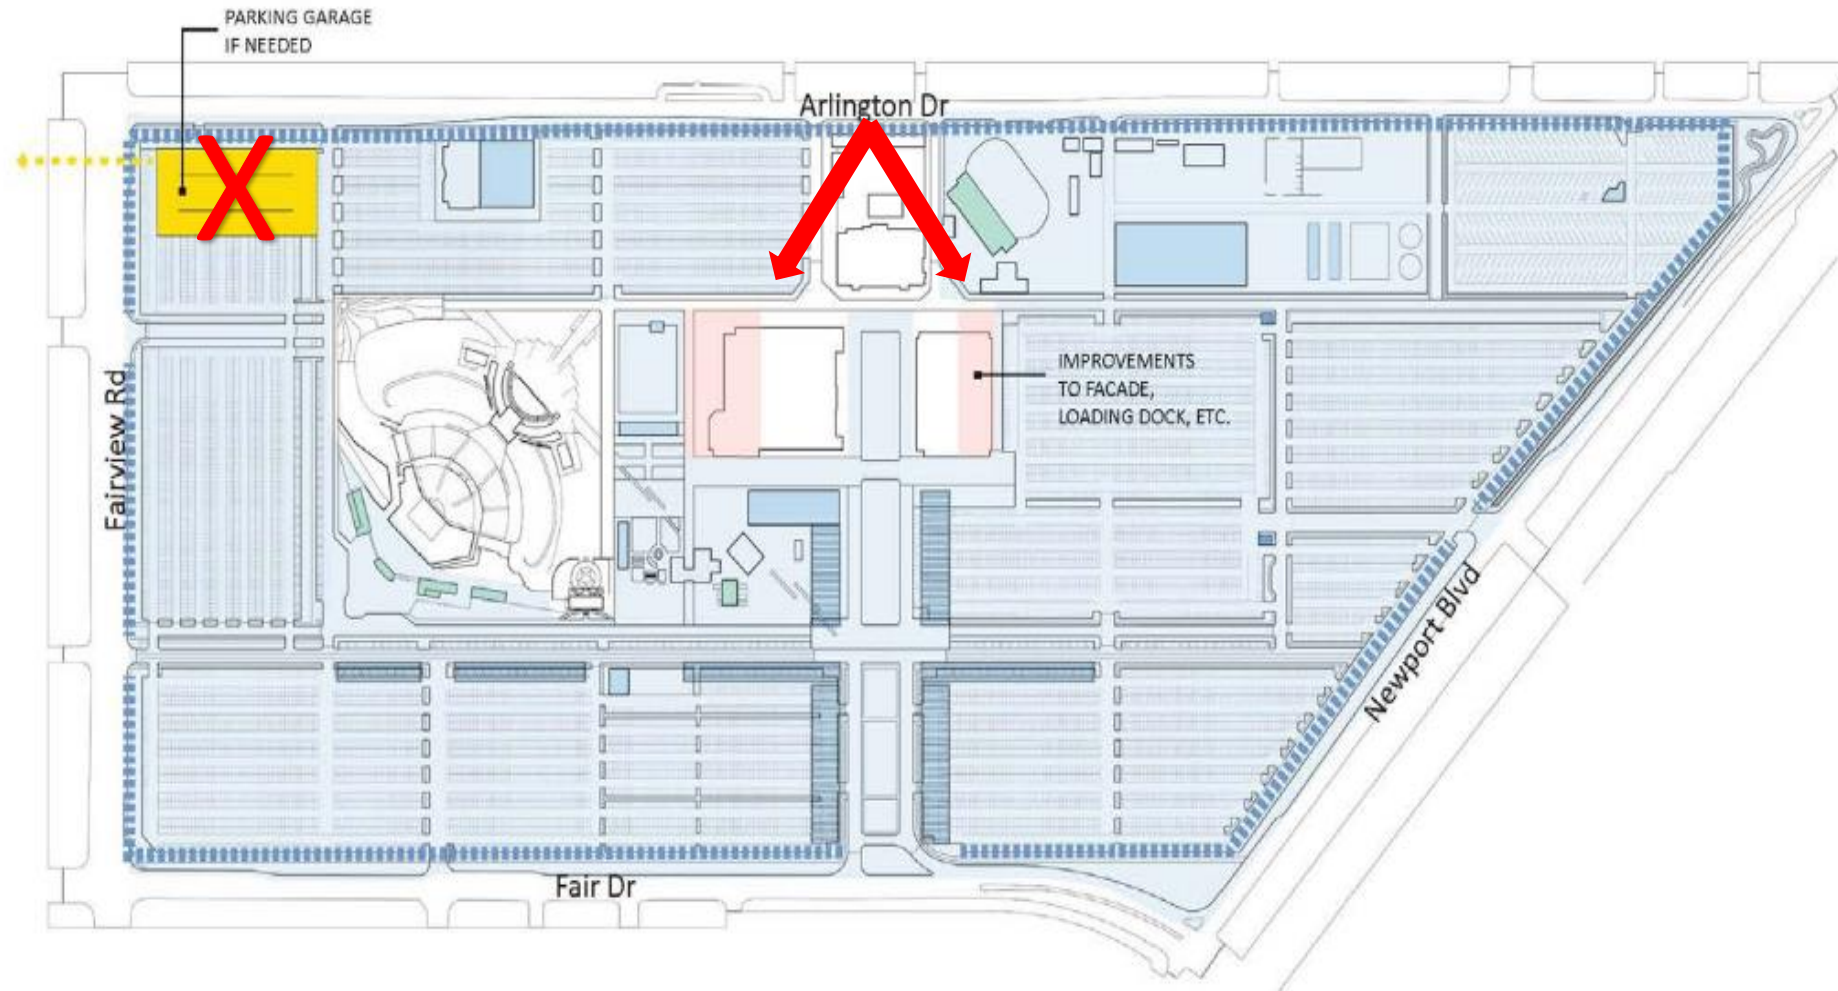 PARKING GARAGE
IF NEEDED
Arlington Dr
X
IMPROVEMENTS
TO FACADE,
LOADING DOCK, ETC.
Fairview Rd
Newport Blvd
Fair Dr